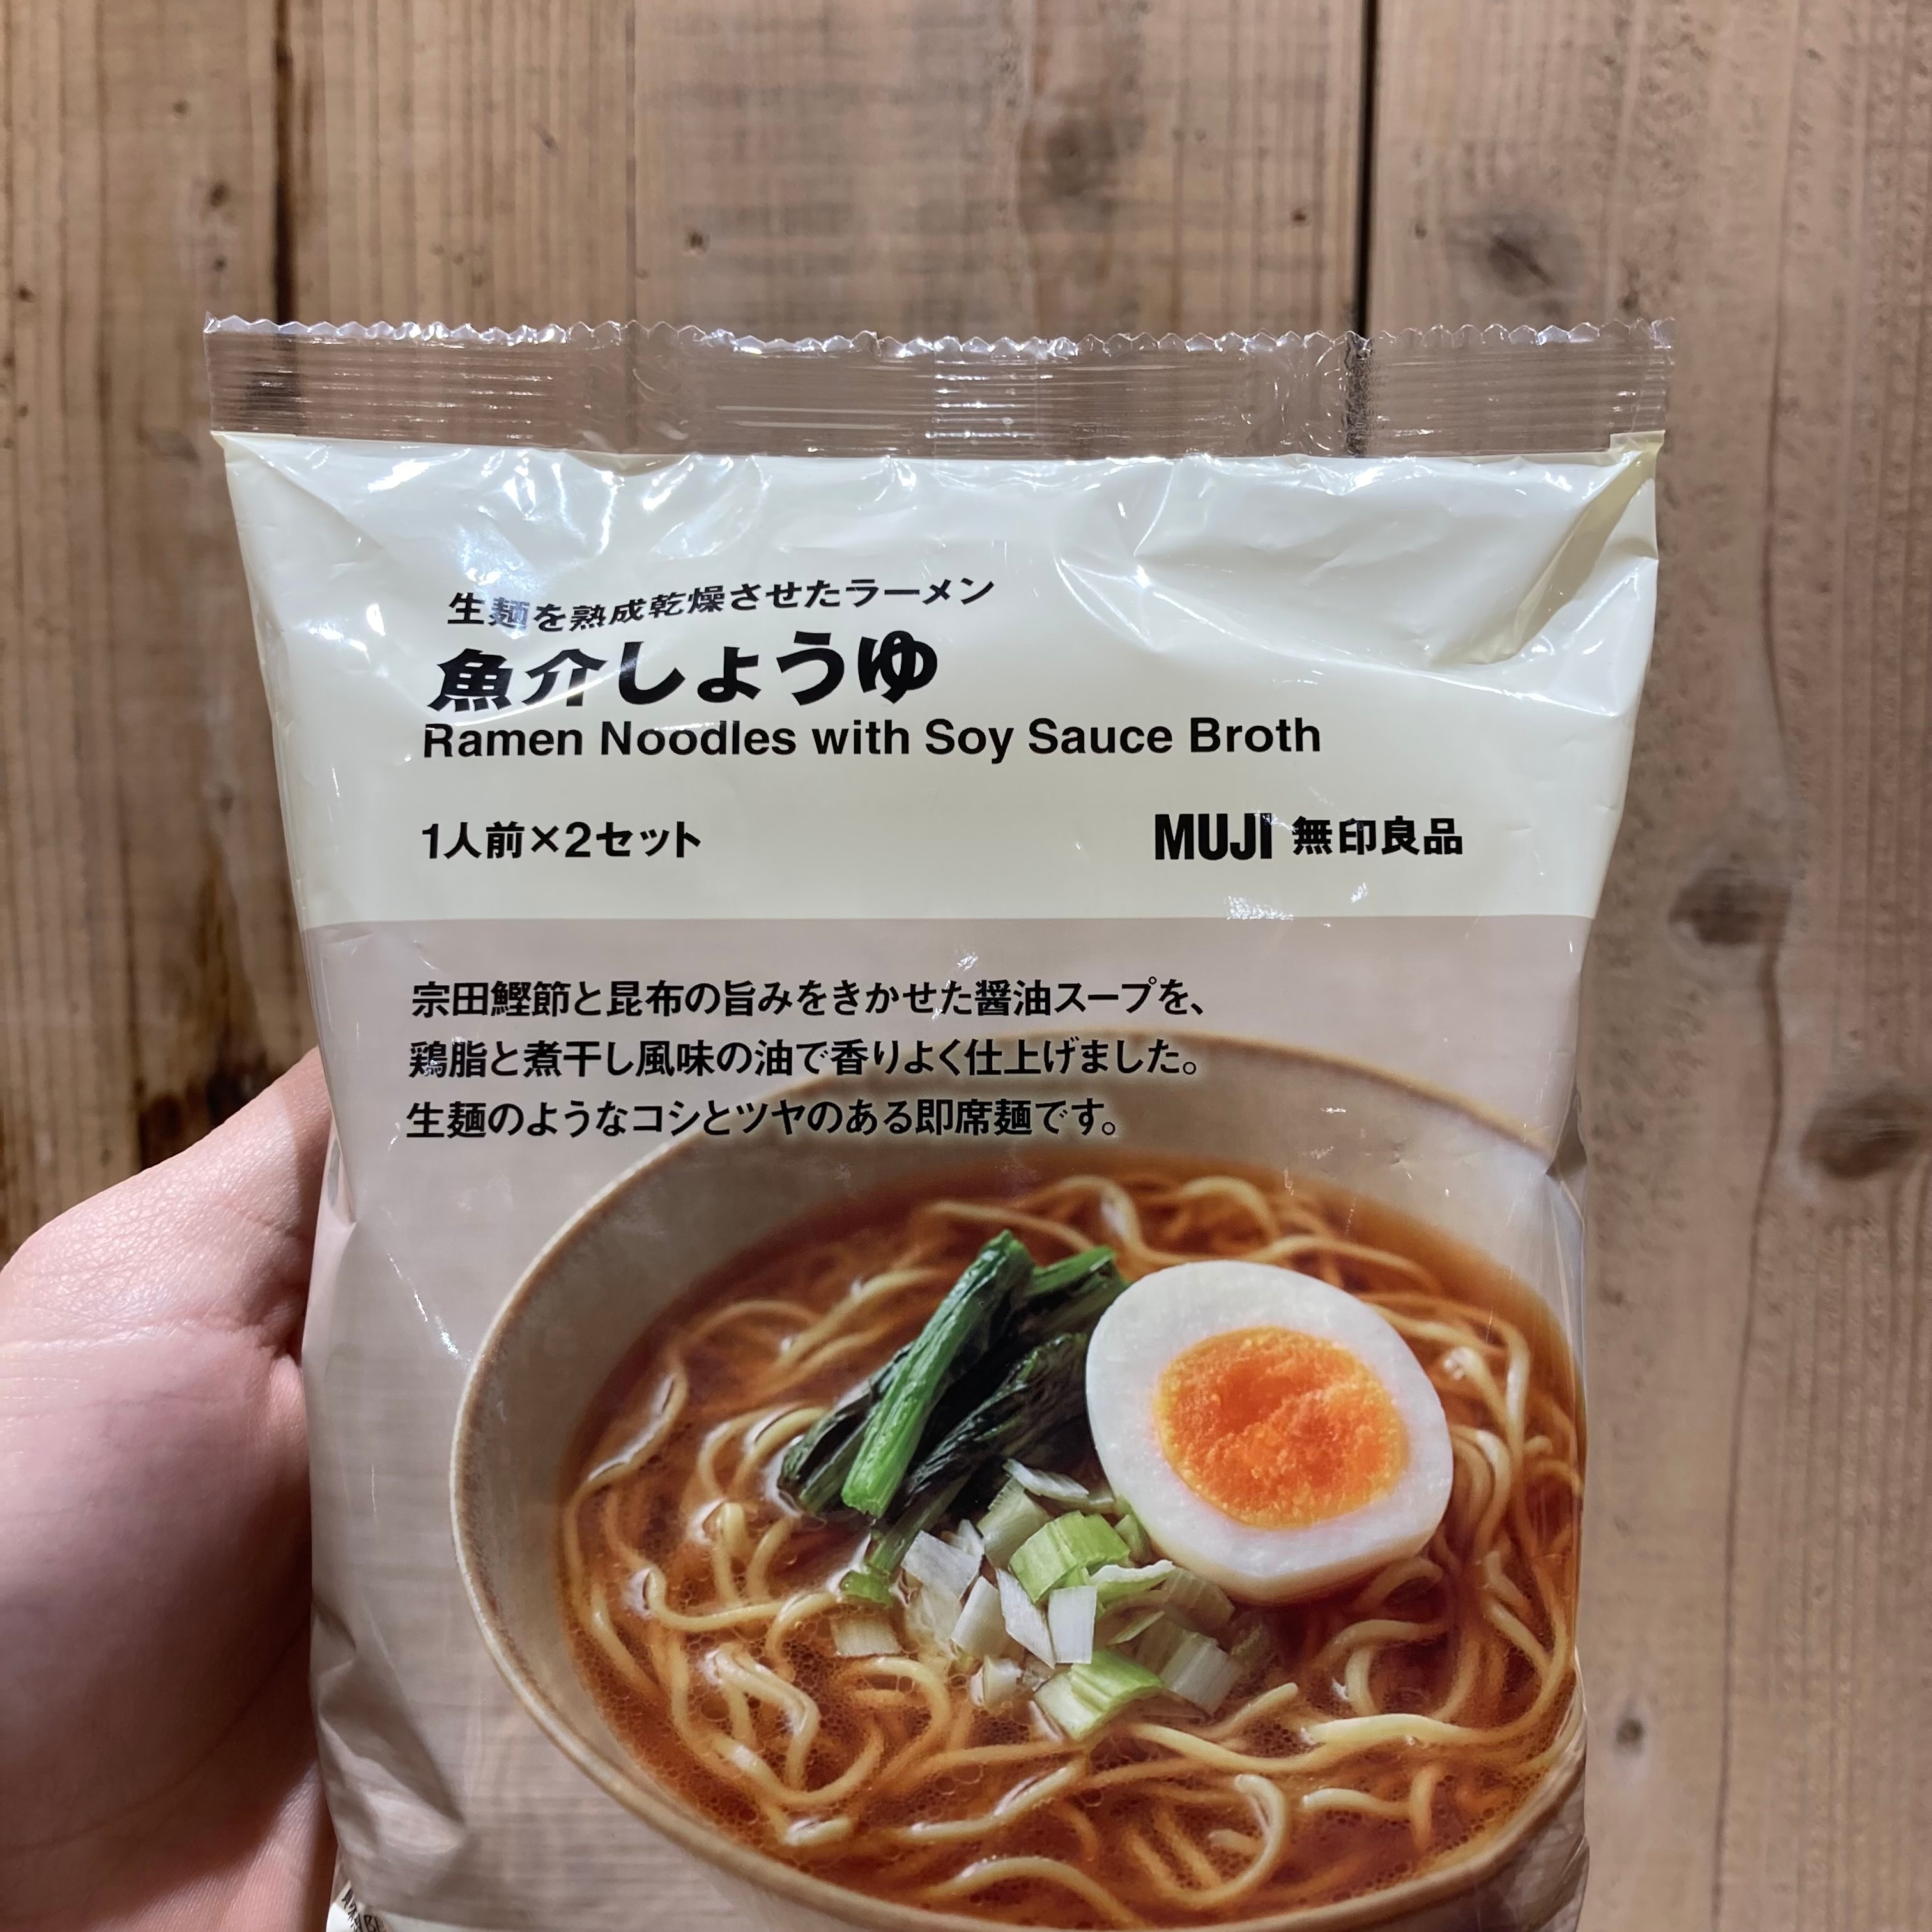 生麺を熟成乾燥させたラーメン
魚介しょうゆ
Ramen Noodles with Soy Sauce Broth
1人前×2セット
MUJI 無印良品
宗田鰹節と昆布の旨みをきかせた醤油スープを、
鶏脂と煮干し風味の油で香りよく仕上げました。
生麺のようなコシとツヤのある即席麺です。